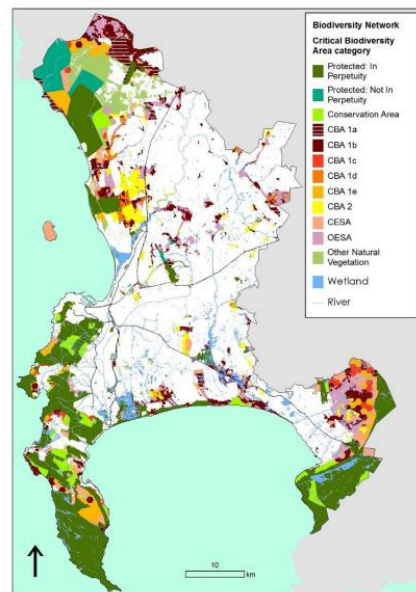 Biodiversity Network
Critical Biodiversity
Area category
Protected: In
Perpetuity
Protected: Not In
Perpetuity
Conservation Area
CBA 1a
CBA 1b
CBA 1c
CBA 1d
CBA 1e
CBA 2
CESA
OESA
Other Natural
Vegetation
Wetland
River
10
km